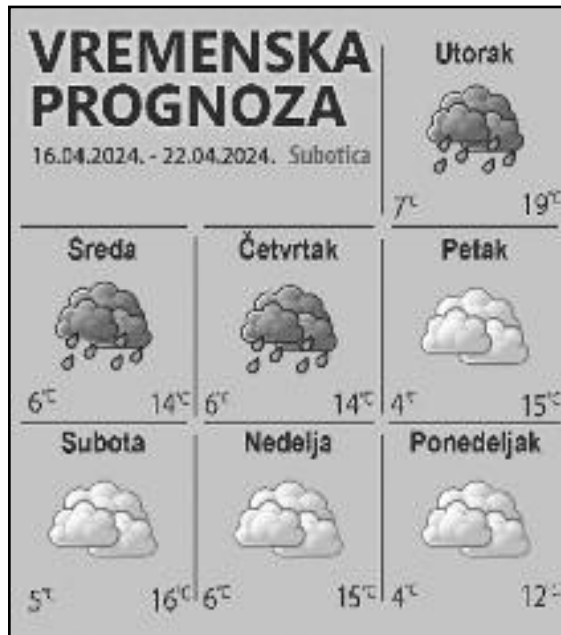 VREMENSKA
PROGNOZA
16.04.2024. - 22.04.2024. Subotica
Utorak
7°C 19°C
Sreda
6°C 14°C
Četvrtak
6°C 14°C
Petak
4°C 15°C
Subota
5°C 16°C
Nedelja
6°C 15°C
Ponedeljak
4°C 12°C